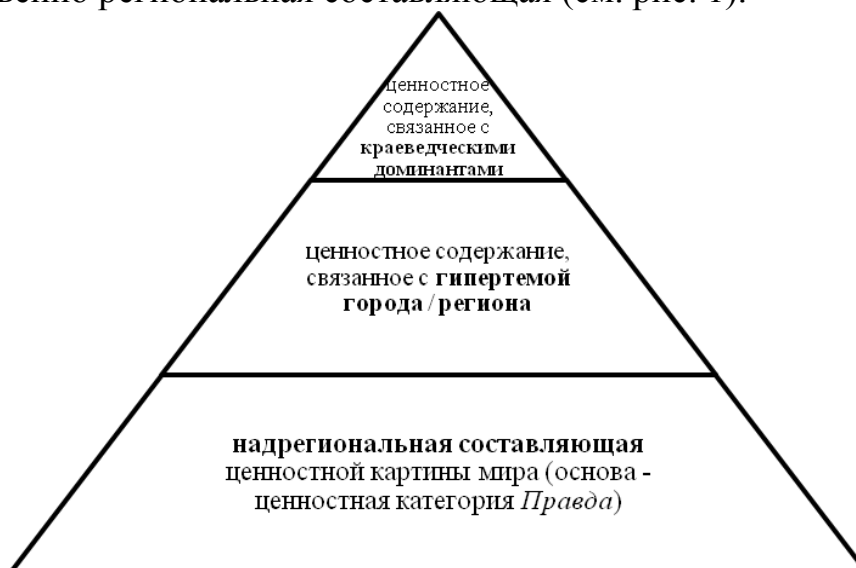 региональная составляющая (см. рис. 1).
ценностное
содержание,
связанное с
краеведческими
доминантами
ценностное содержание,
связанное с гипертемой
города / региона
надрегиональная составляющая
ценностной картины мира (основа -
ценностная категория Правда)